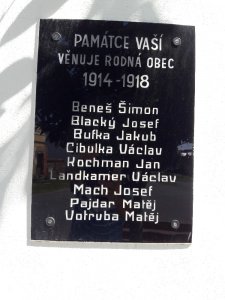 PAMÁTCE VAŠÍ
VĚNUJE RODNÁ OBEC
1914-1918
Beneš Šimon
Blacký Josef
Bufka Jakub
Cibulka Václav
Kochman Jan
Landkamer Václav
Mach Josef
Pajdar Matěj
Votruba Matěj